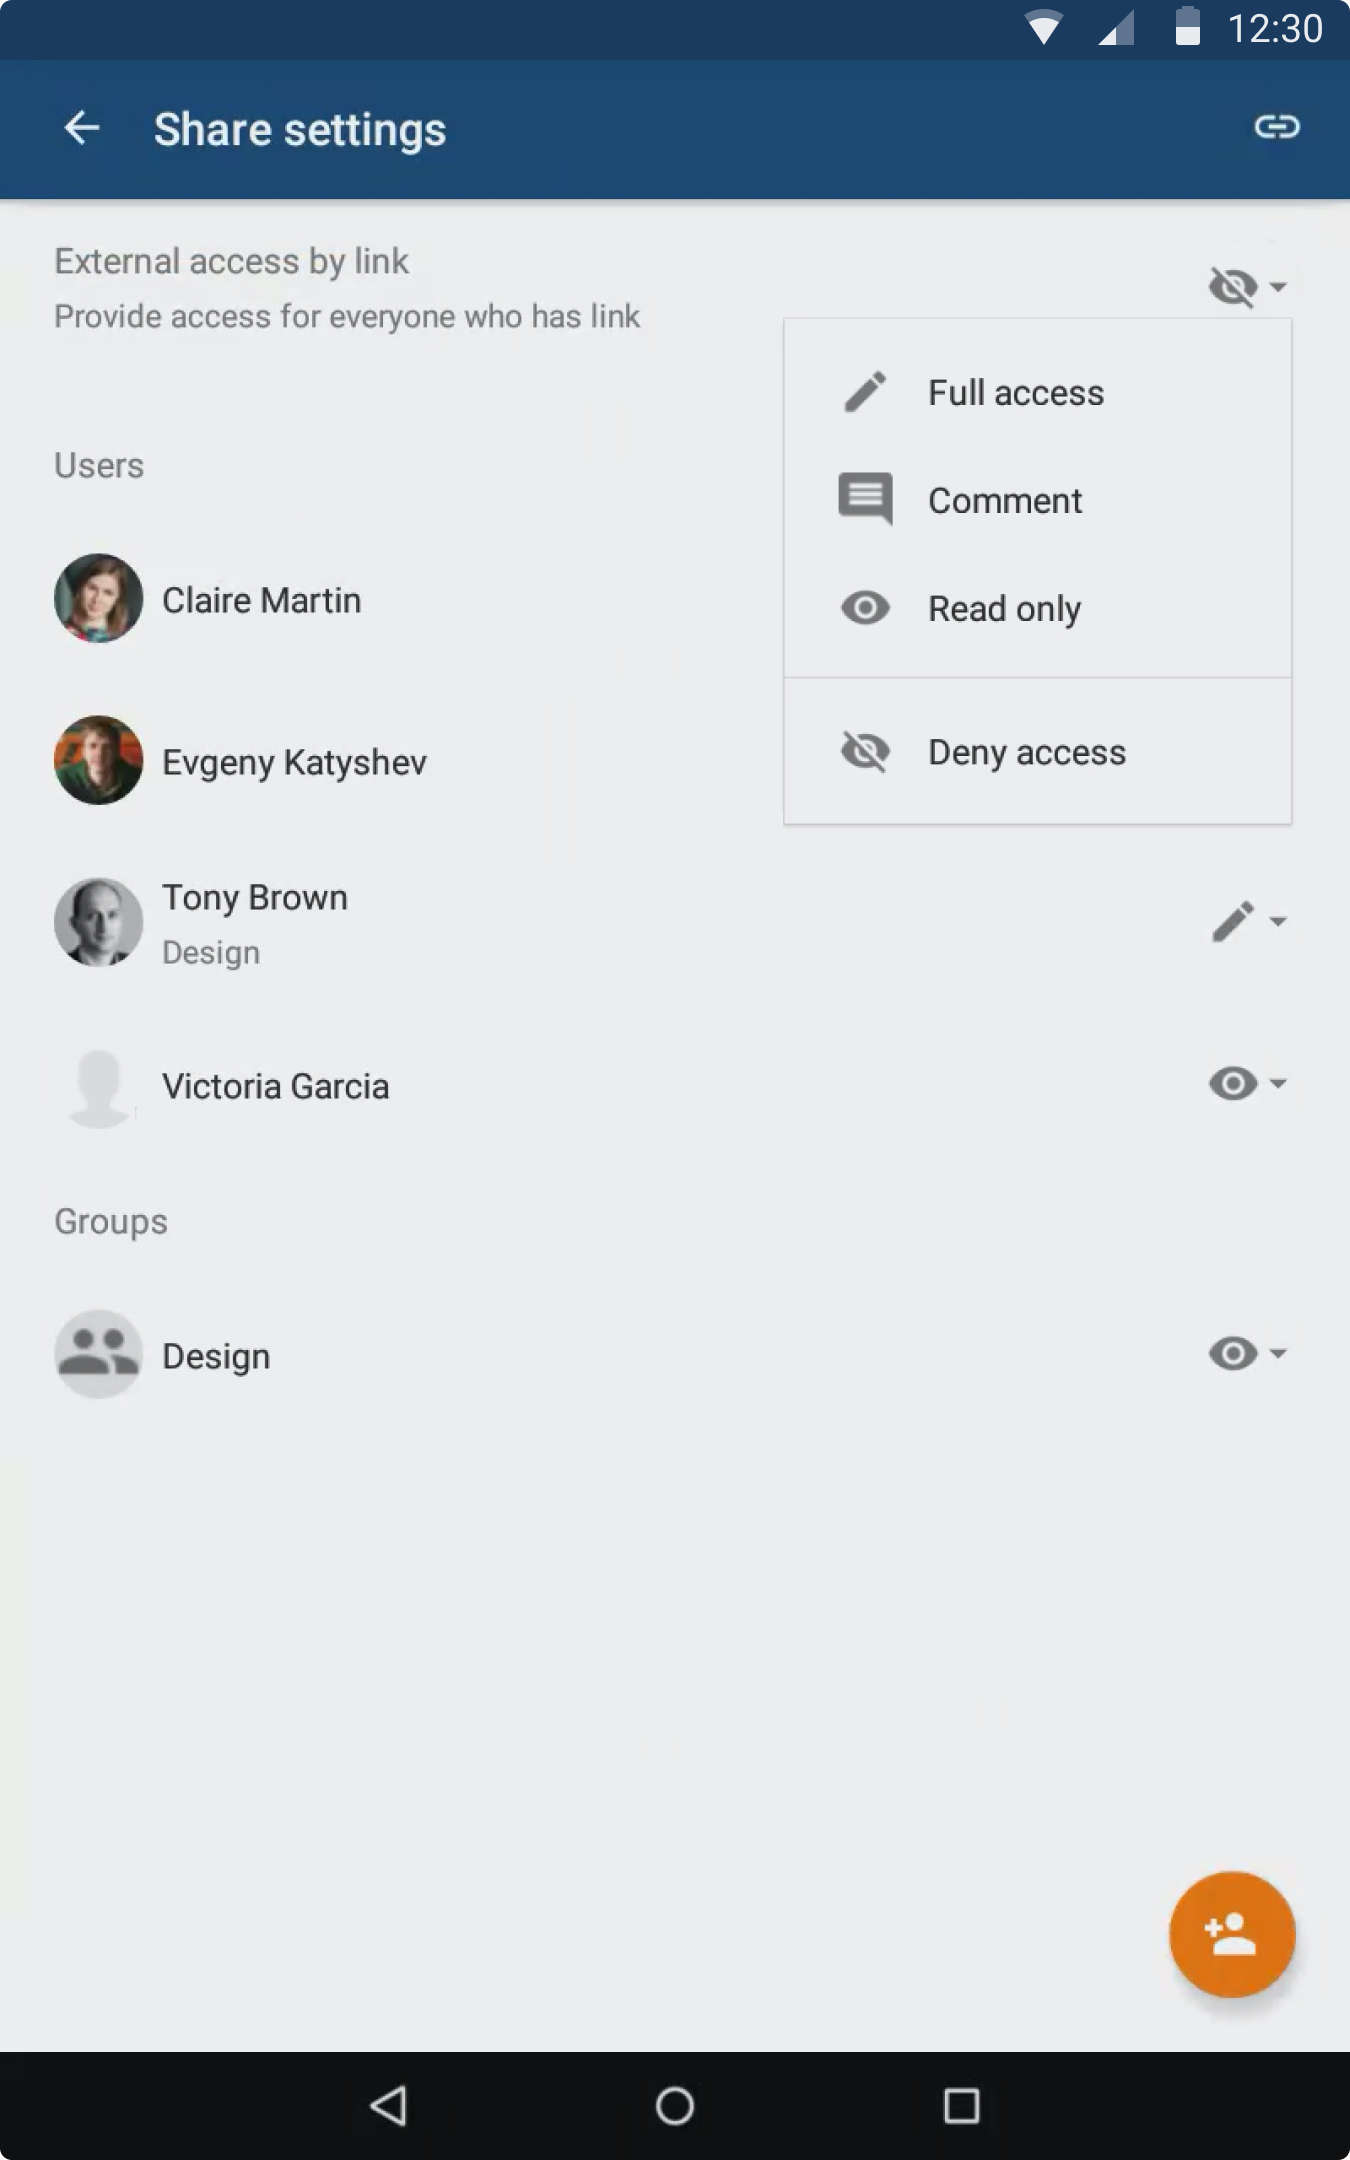 12:30
Share settings
External access by link
Provide access for everyone who has link
Full access
Comment
Read only
Deny access
Users
Claire Martin
Evgeny Katyshev
Tony Brown
Design
Victoria Garcia
Groups
Design